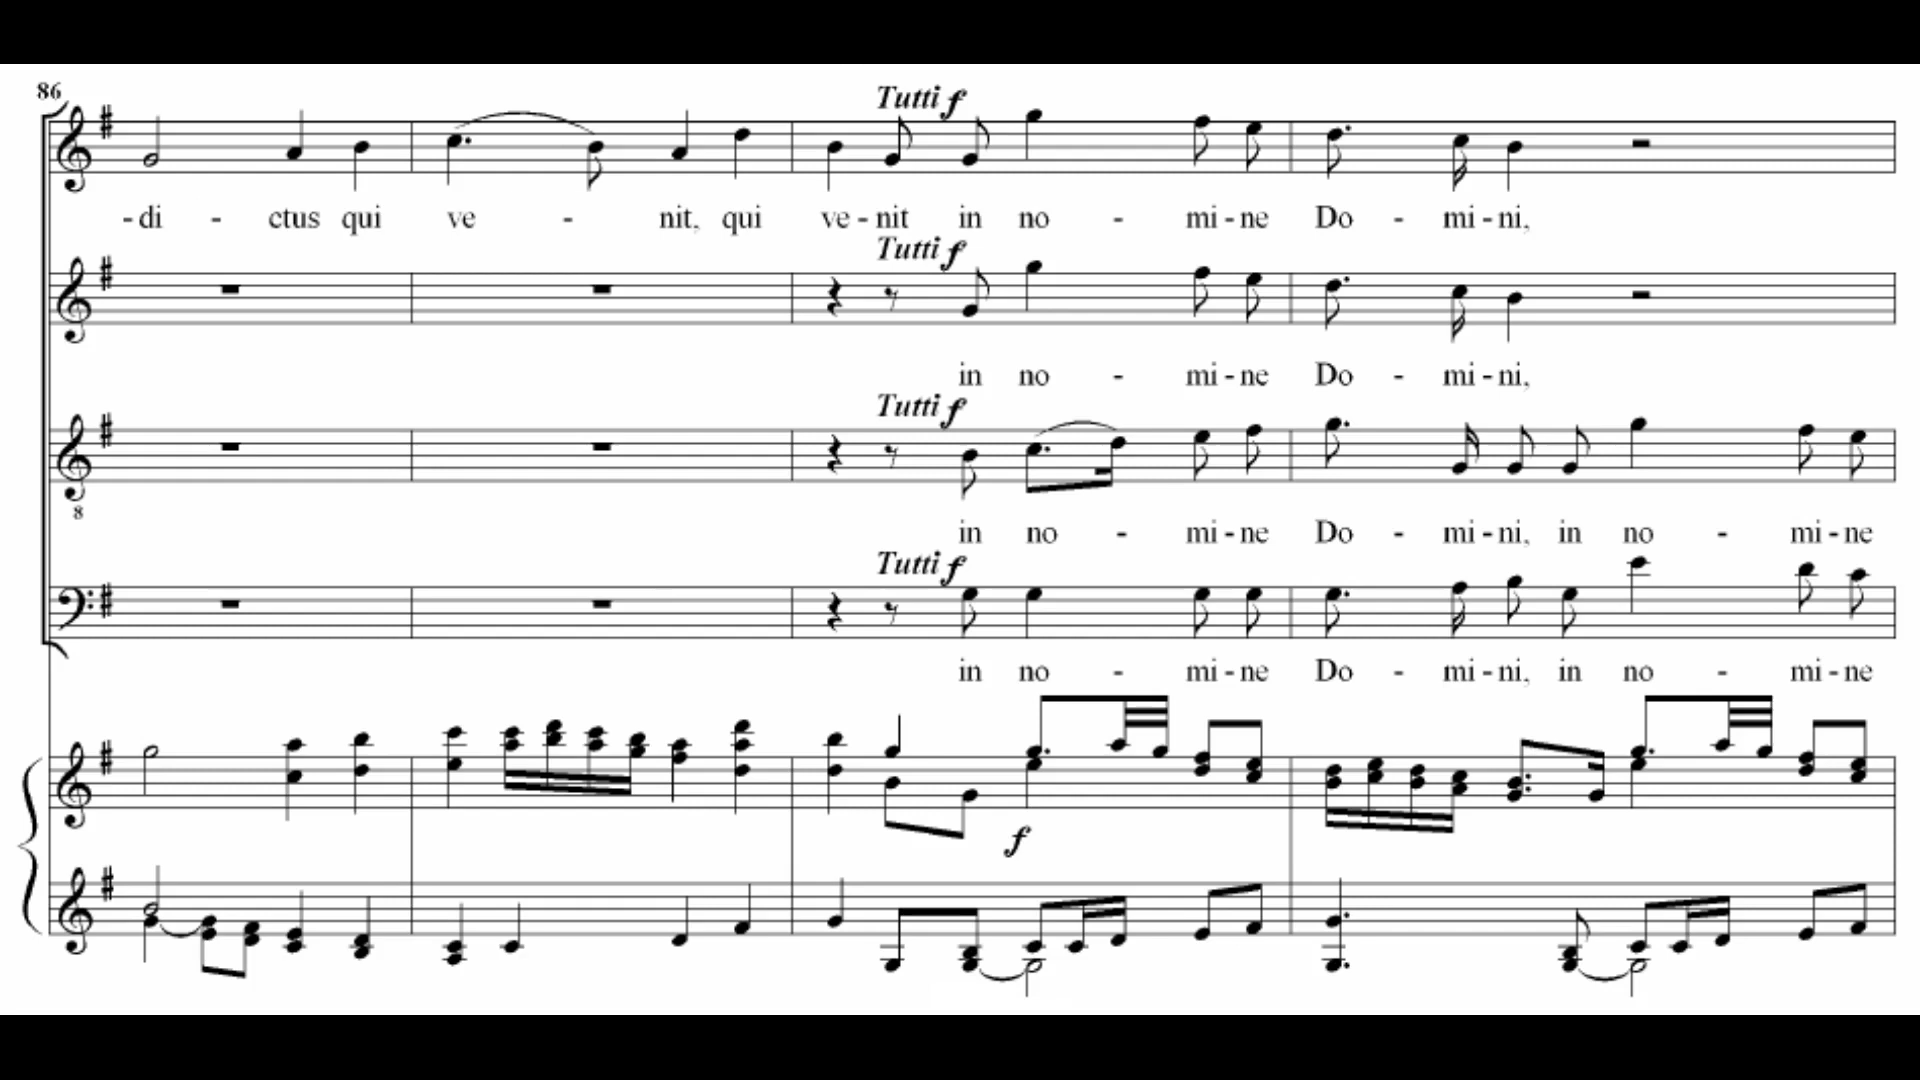 86
Tutti f
-di - ctus qui ve - nit, qui ve - nit in no - mi - ne Do - mi - ni,
Tutti f
in no - mi - ne Do - mi - ni,
Tutti f
8
in no - mi - ne Do - mi - ni, in no - mi - ne
Tutti f
in no - mi - ne Do - mi - ni, in no - mi - ne
f